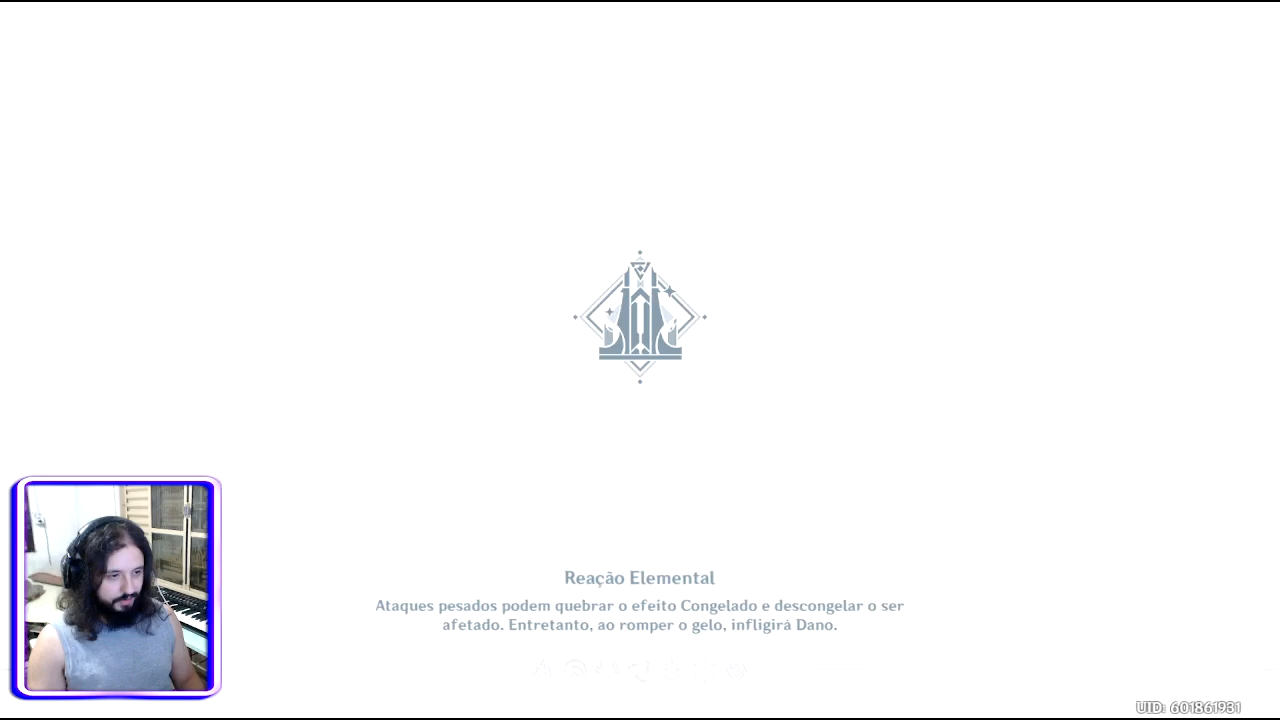 Reação Elemental
Ataques pesados podem quebrar o efeito Congelado e descongelar o ser
afetado. Entretanto, ao romper o gelo, infligirá Dano.
UID: 601861931